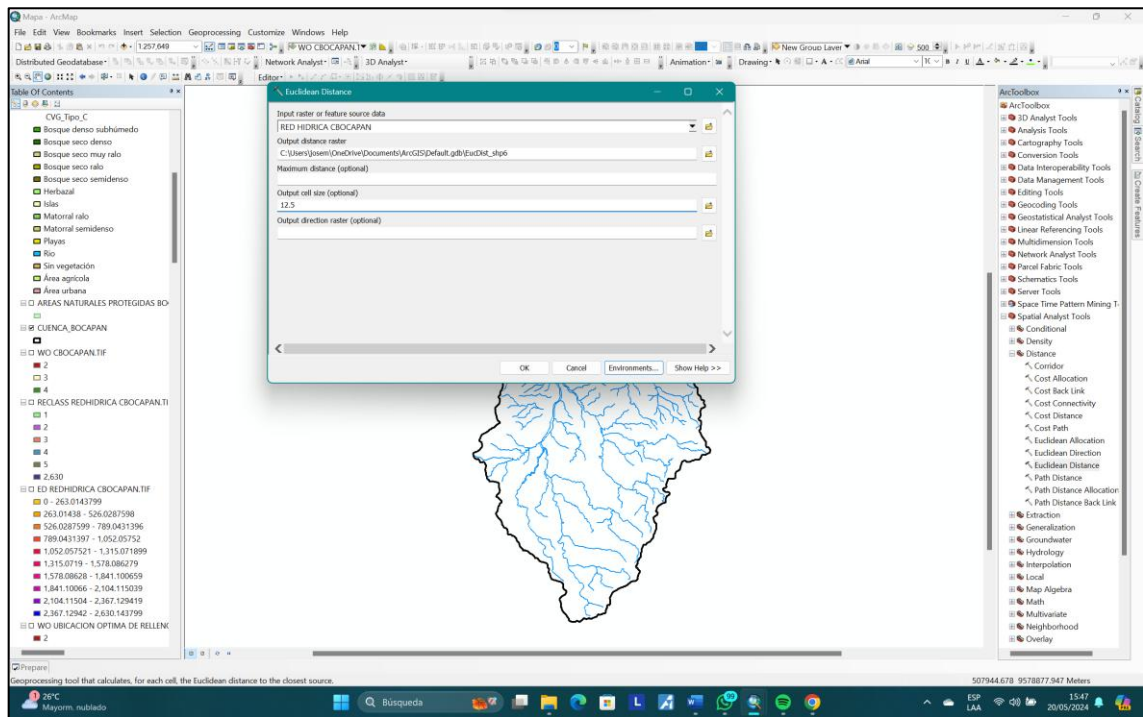 Mapa - ArcMap
File Edit View Bookmarks Insert Selection Geoprocessing Customize Windows Help
1:257,649
WO CBOCAPAN.T
New Group Layer
500
Distributed Geodatabase
Network Analyst
3D Analyst
Animation
Drawing
Arial
Editor
Table Of Contents
CVG_Tipo_C
Bosque denso subhúmedo
Bosque seco denso
Bosque seco muy ralo
Bosque seco ralo
Bosque seco semidenso
Herbazal
Islas
Matorral ralo
Matorral semidenso
Playas
Rio
Sin vegetación
Área agrícola
Área urbana
AREAS NATURALES PROTEGIDAS BO
CUENCA_BOCAPAN
WO CBOCAPAN.TIF
2
3
4
RECLASS REDHIDRICA CBOCAPAN.TI
1
2
3
4
5
2,630
ED REDHIDRICA CBOCAPAN.TIF
0 - 263.0143799
263.01438 - 526.0287598
526.0287599 - 789.0431396
789.0431397 - 1,052.05752
1,052.057521 - 1,315.071899
1,315.0719 - 1,578.086279
1,578.08628 - 1,841.100659
1,841.10066 - 2,104.115039
2,104.11504 - 2,367.129419
2,367.12942 - 2,630.143799
WO UBICACION OPTIMA DE RELLEN
2
Euclidean Distance
Input raster or feature source data
RED HIDRICA CBOCAPAN
Output distance raster
C:\Users\josem\OneDrive\Documents\ArcGIS\Default.gdb\EucDist_shp6
Maximum distance (optional)
Output cell size (optional)
12.5
Output direction raster (optional)
OK Cancel Environments... Show Help >>
ArcToolbox
ArcToolbox
3D Analyst Tools
Analysis Tools
Cartography Tools
Conversion Tools
Data Interoperability Tools
Data Management Tools
Editing Tools
Geocoding Tools
Geostatistical Analyst Tools
Linear Referencing Tools
Multidimension Tools
Network Analyst Tools
Parcel Fabric Tools
Schematics Tools
Server Tools
Space Time Pattern Mining T
Spatial Analyst Tools
Conditional
Density
Distance
Corridor
Cost Allocation
Cost Back Link
Cost Connectivity
Cost Distance
Cost Path
Euclidean Allocation
Euclidean Direction
Euclidean Distance
Path Distance
Path Distance Allocation
Path Distance Back Link
Extraction
Generalization
Groundwater
Hydrology
Interpolation
Local
Map Algebra
Math
Multivariate
Neighborhood
Overlay
Catalog
Search
Create Features
Prepare
Geoprocessing tool that calculates, for each cell, the Euclidean distance to the closest source.
507944.678 9578877.947 Meters
1
26°C
Mayorm. nublado
Búsqueda
99
ESP
LAA
15:47
20/05/2024